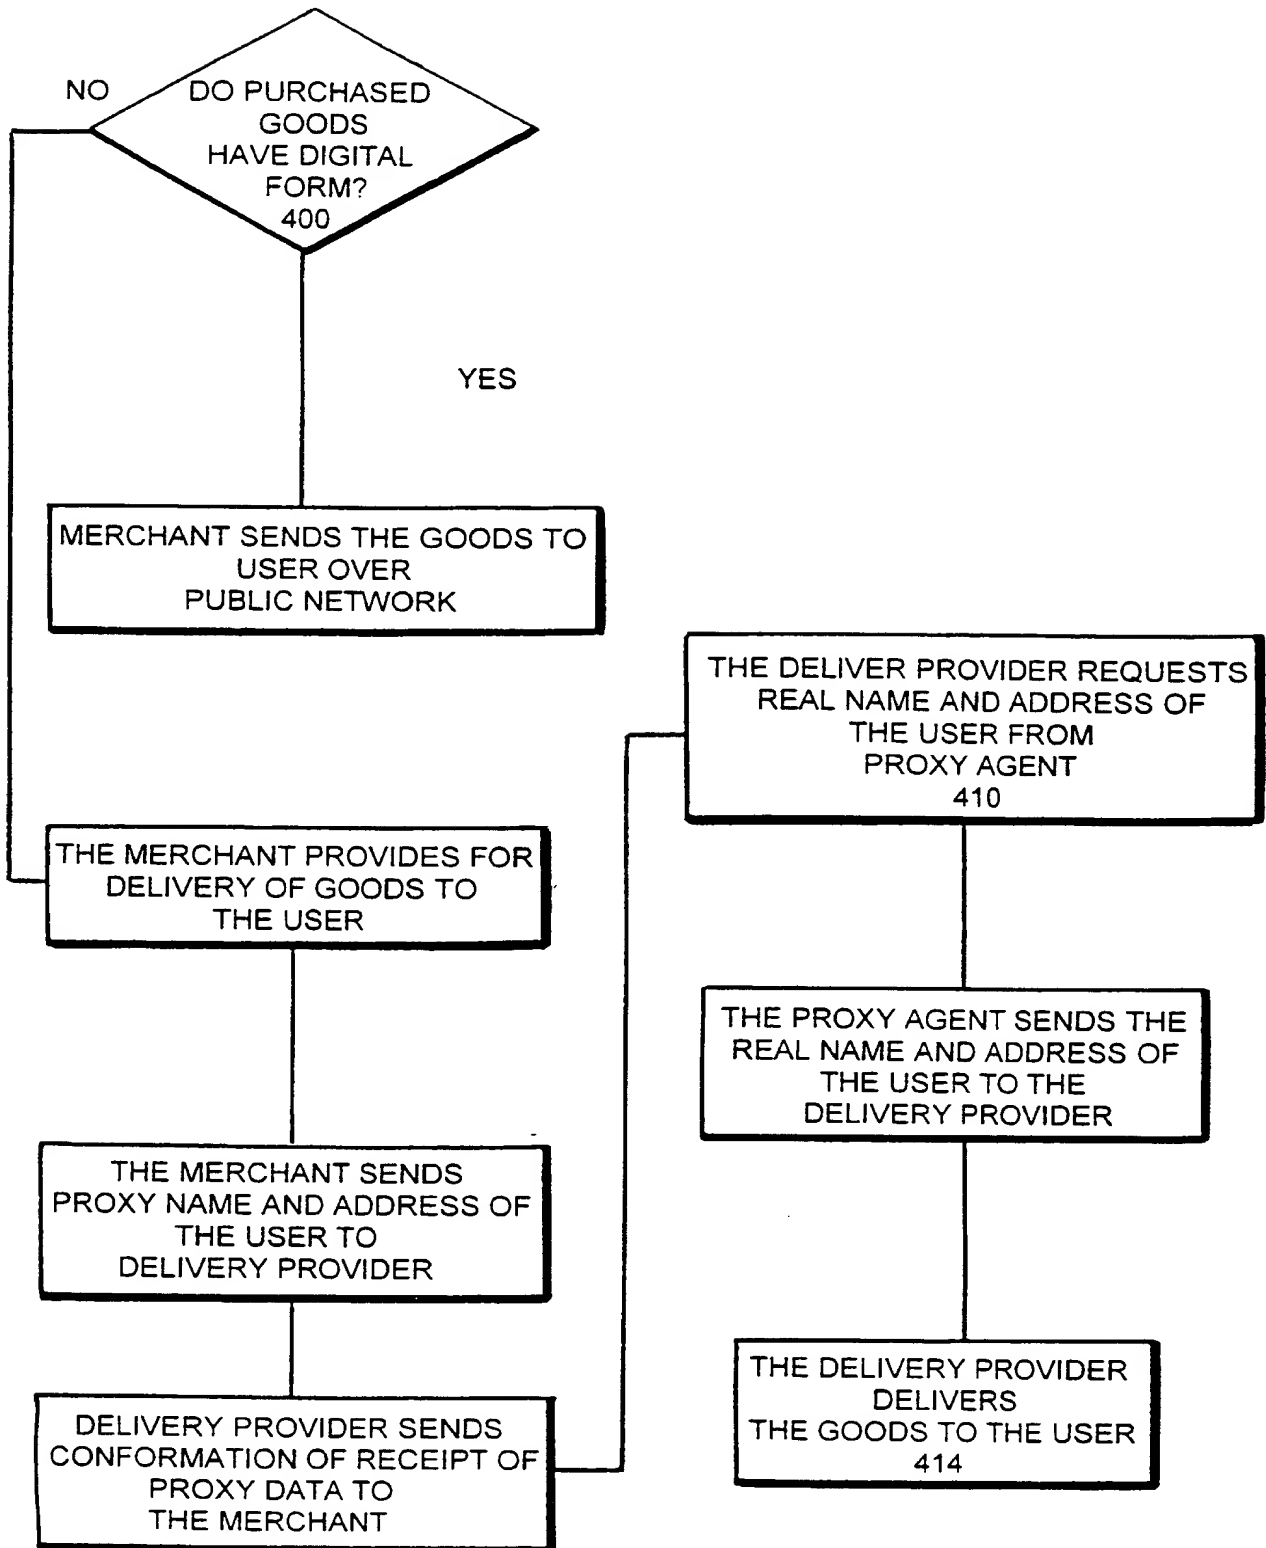 NO
DO PURCHASED
GOODS
HAVE DIGITAL
FORM?
400
YES
MERCHANT SENDS THE GOODS TO
USER OVER
PUBLIC NETWORK
THE MERCHANT PROVIDES FOR
DELIVERY OF GOODS TO
THE USER
THE MERCHANT SENDS
PROXY NAME AND ADDRESS OF
THE USER TO
DELIVERY PROVIDER
DELIVERY PROVIDER SENDS
CONFORMATION OF RECEIPT OF
PROXY DATA TO
THE MERCHANT
THE DELIVER PROVIDER REQUESTS
REAL NAME AND ADDRESS OF
THE USER FROM
PROXY AGENT
410
THE PROXY AGENT SENDS THE
REAL NAME AND ADDRESS OF
THE USER TO THE
DELIVERY PROVIDER
THE DELIVERY PROVIDER
DELIVERS
THE GOODS TO THE USER
414